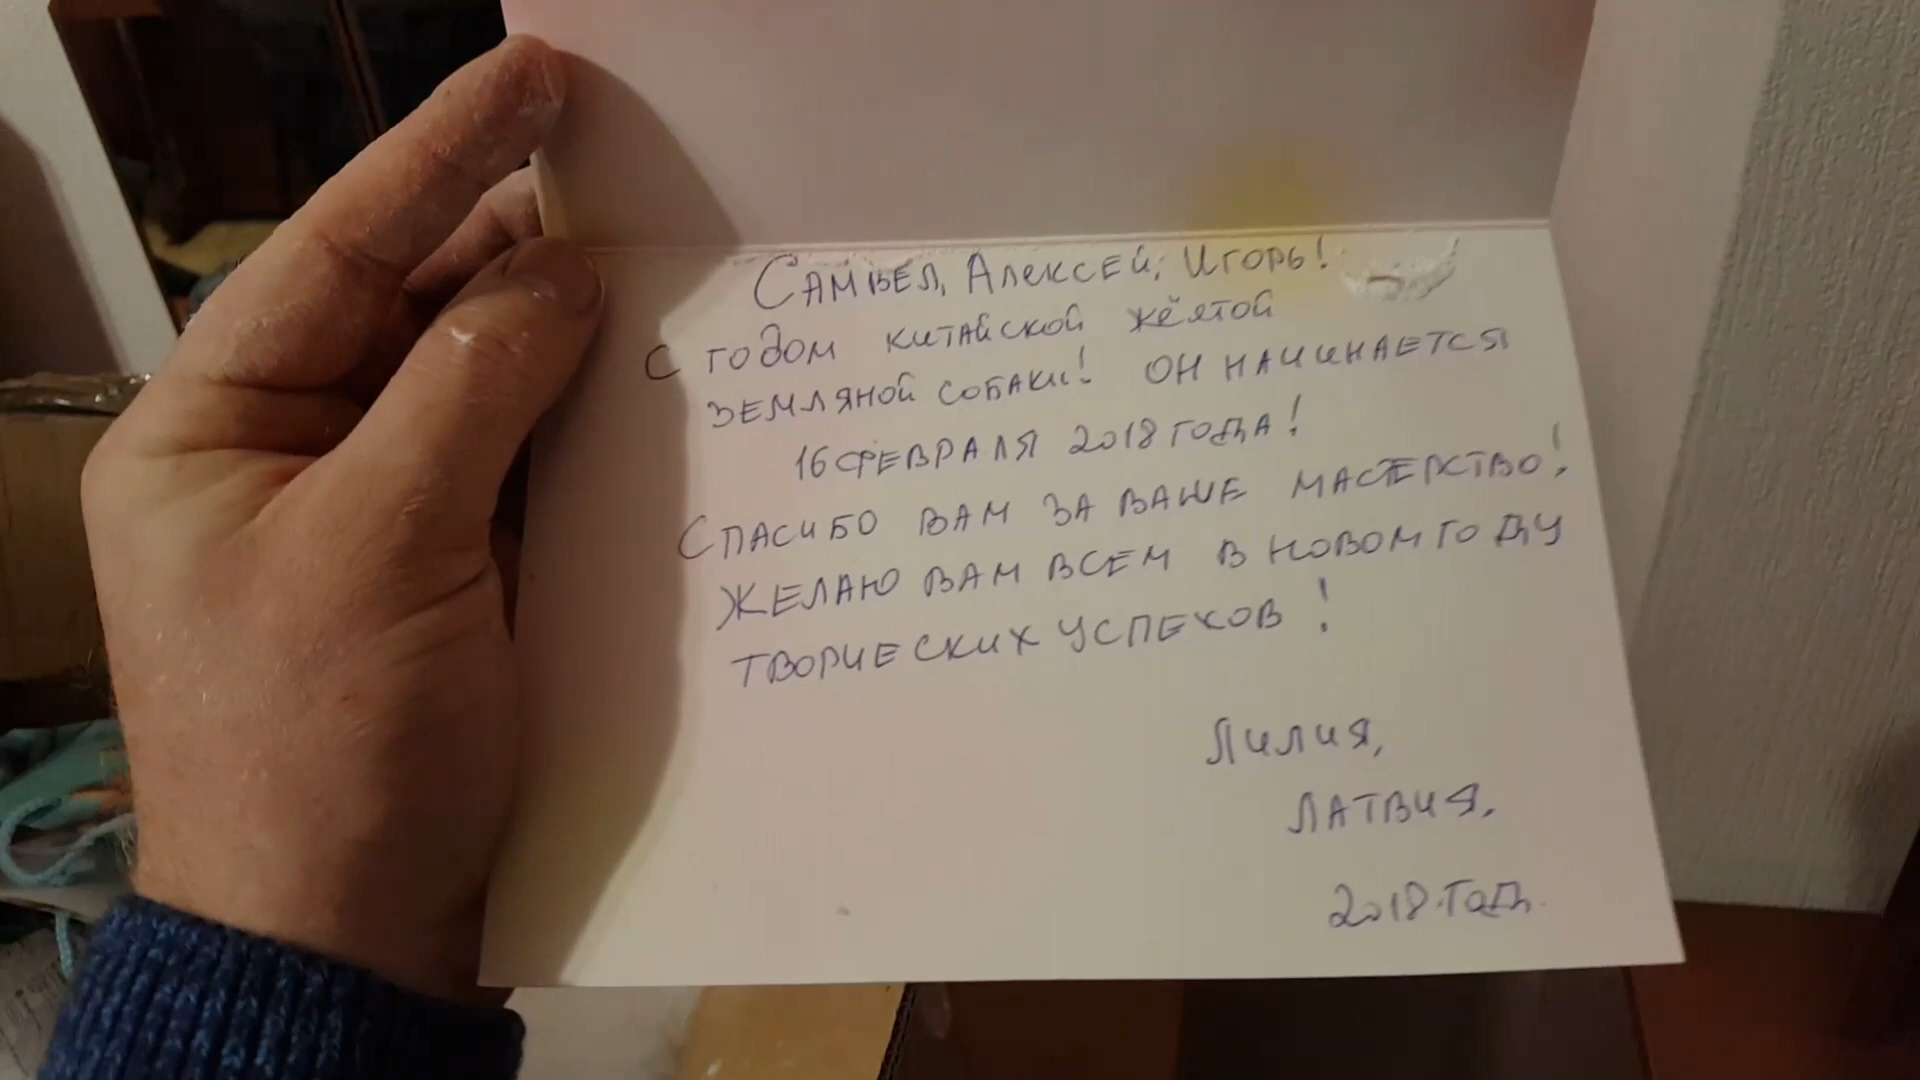 Самвел, Алексей, Игорь!
С годом китайской жёлтой
земляной собаки! Он начинается
16 февраля 2018 года!
Спасибо вам за ваше мастерство!
Желаю вам всем в новом году
творческих успехов!
Лилия,
Латвия,
2018 год.